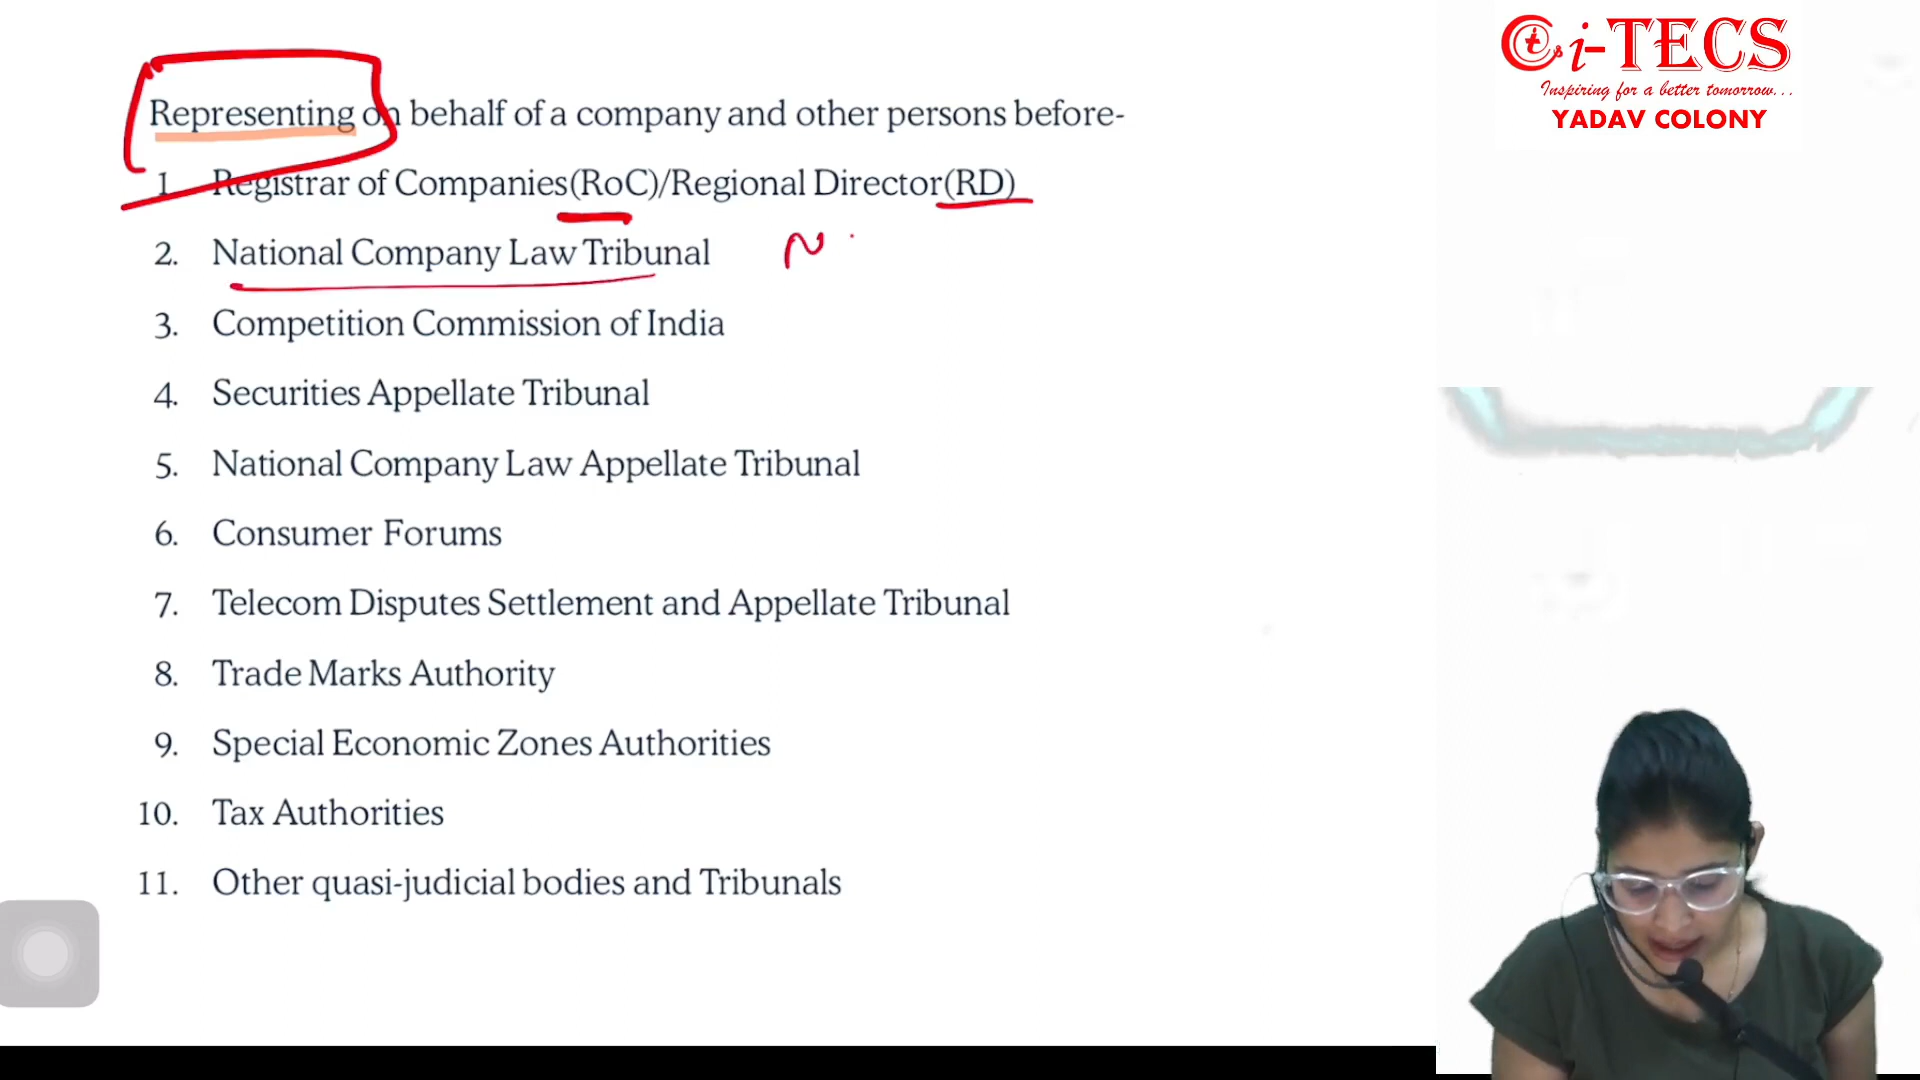 i-TECS
Inspiring for a better tomorrow...
YADAV COLONY
Representing on behalf of a company and other persons before-
1. Registrar of Companies(RoC)/Regional Director(RD)
2. National Company Law Tribunal N
3. Competition Commission of India
4. Securities Appellate Tribunal
5. National Company Law Appellate Tribunal
6. Consumer Forums
7. Telecom Disputes Settlement and Appellate Tribunal
8. Trade Marks Authority
9. Special Economic Zones Authorities
10. Tax Authorities
11. Other quasi-judicial bodies and Tribunals